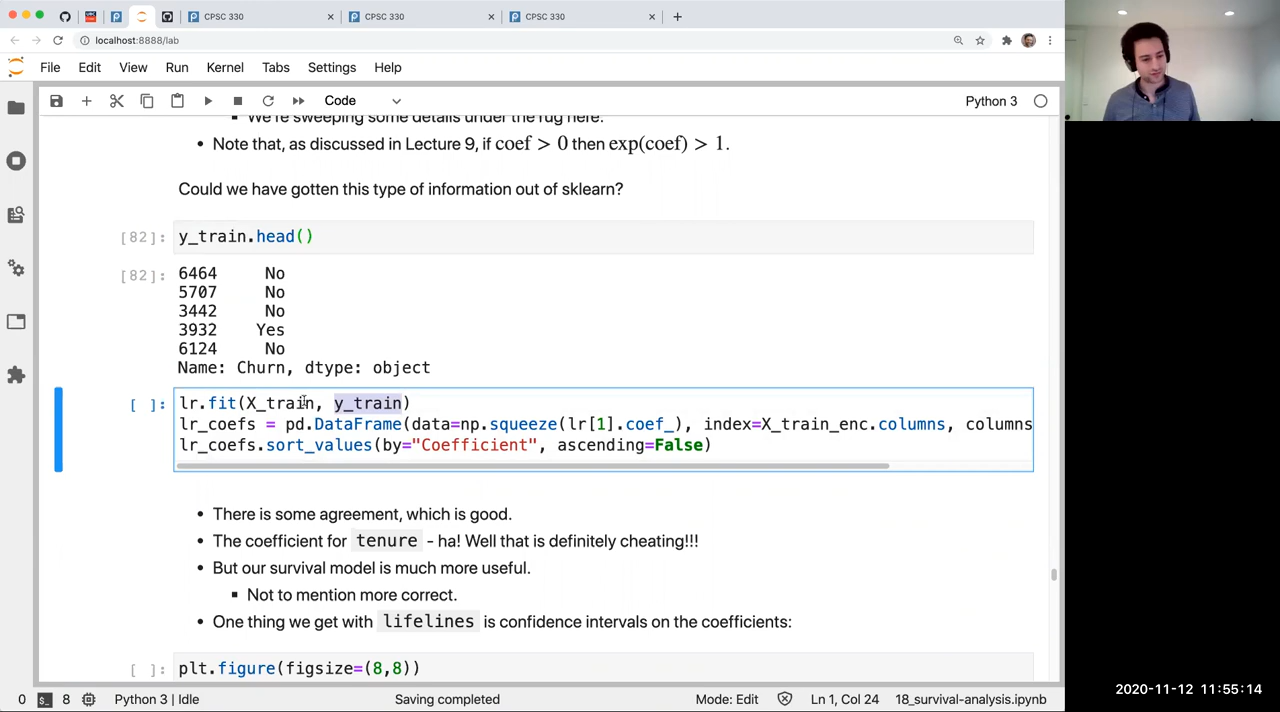 CPSC 330
CPSC 330
CPSC 330
localhost:8888/lab
File Edit View Run Kernel Tabs Settings Help
Code
Python 3
We're sweeping some details under the rug here.
Note that, as discussed in Lecture 9, if coef > 0 then exp(coef) > 1.
Could we have gotten this type of information out of sklearn?
[82]: y_train.head()
[82]: 6464 No
5707 No
3442 No
3932 Yes
6124 No
Name: Churn, dtype: object
[ ]: lr.fit(X_train, y_train)
lr_coefs = pd.DataFrame(data=np.squeeze(lr[1].coef_), index=X_train_enc.columns, columns
lr_coefs.sort_values(by="Coefficient", ascending=False)
There is some agreement, which is good.
The coefficient for tenure - ha! Well that is definitely cheating!!!
But our survival model is much more useful.
Not to mention more correct.
One thing we get with lifelines is confidence intervals on the coefficients:
[ ]: plt.figure(figsize=(8,8))
0 8 Python 3 | Idle Saving completed Mode: Edit Ln 1, Col 24 18_survival-analysis.ipynb
2020-11-12 11:55:14